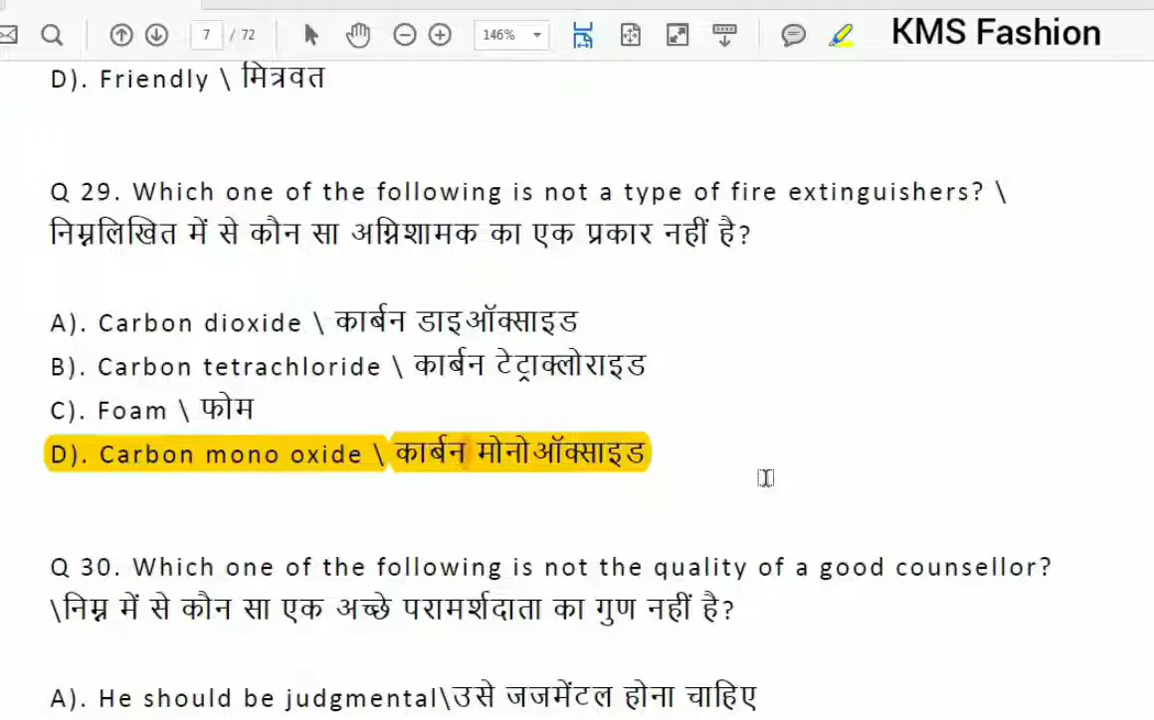 7 / 72 146% KMS Fashion
D). Friendly \ मित्रवत
Q 29. Which one of the following is not a type of fire extinguishers? \
निम्नलिखित में से कौन सा अग्निशामक का एक प्रकार नहीं है?
A). Carbon dioxide \ कार्बन डाइऑक्साइड
B). Carbon tetrachloride \ कार्बन टेट्राक्लोराइड
C). Foam \ फोम
D). Carbon mono oxide \ कार्बन मोनोऑक्साइड
Q 30. Which one of the following is not the quality of a good counsellor?
\निम्न में से कौन सा एक अच्छे परामर्शदाता का गुण नहीं है?
A). He should be judgmental\उसे जजमेंटल होना चाहिए